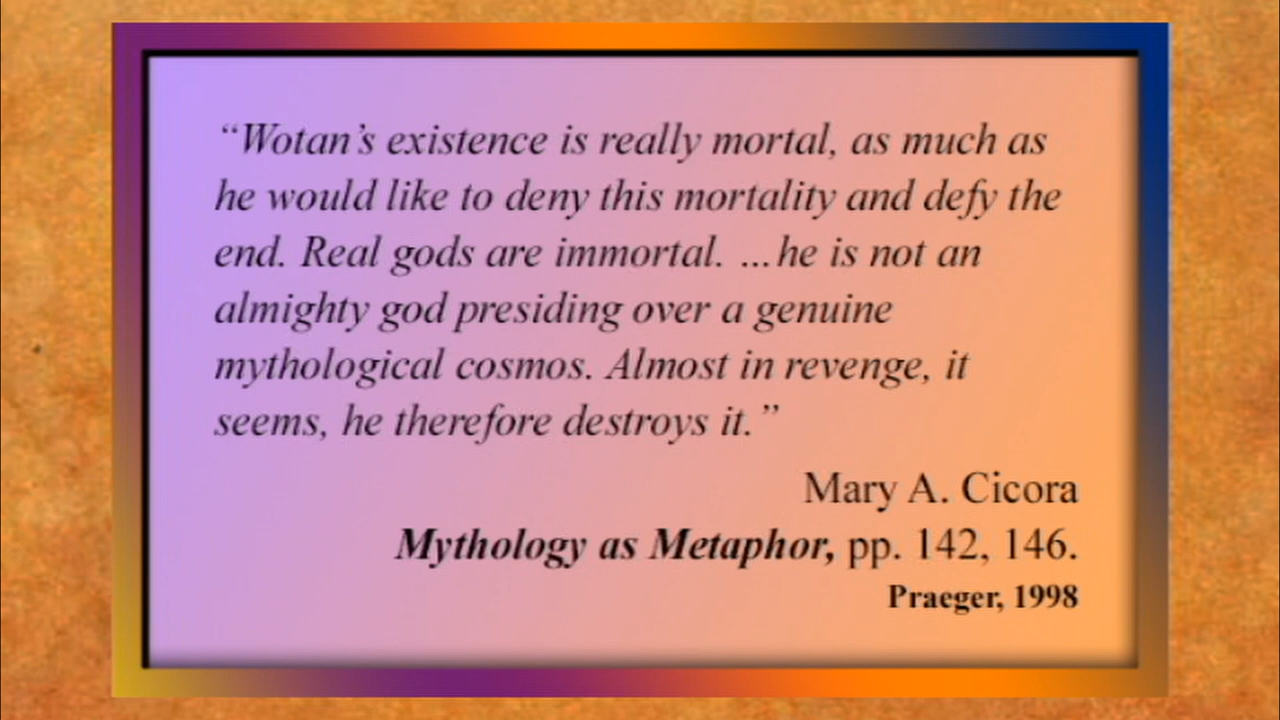 “Wotan’s existence is really mortal, as much as
he would like to deny this mortality and defy the
end. Real gods are immortal. ...he is not an
almighty god presiding over a genuine
mythological cosmos. Almost in revenge, it
seems, he therefore destroys it.”
Mary A. Cicora
Mythology as Metaphor, pp. 142, 146.
Praeger, 1998